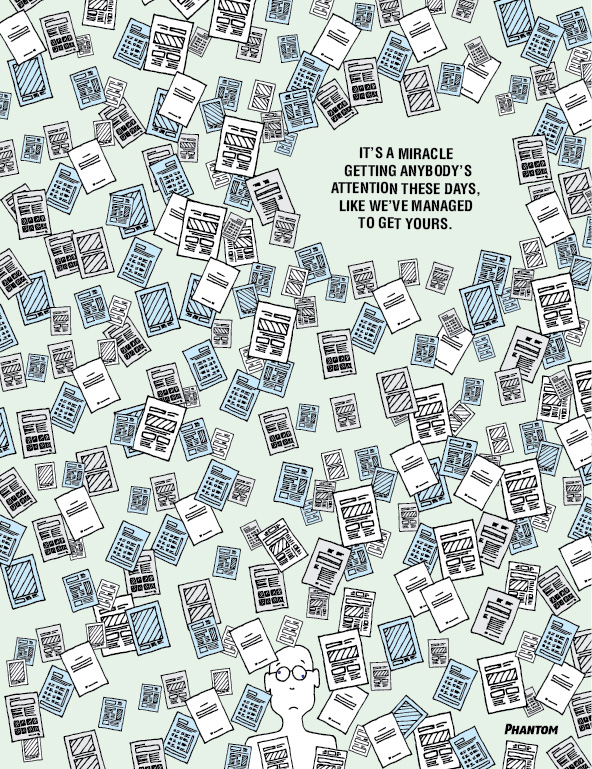 IT'S A MIRACLE
GETTING ANYBODY'S
ATTENTION THESE DAYS,
LIKE WE'VE MANAGED
TO GET YOURS.
PHANTOM